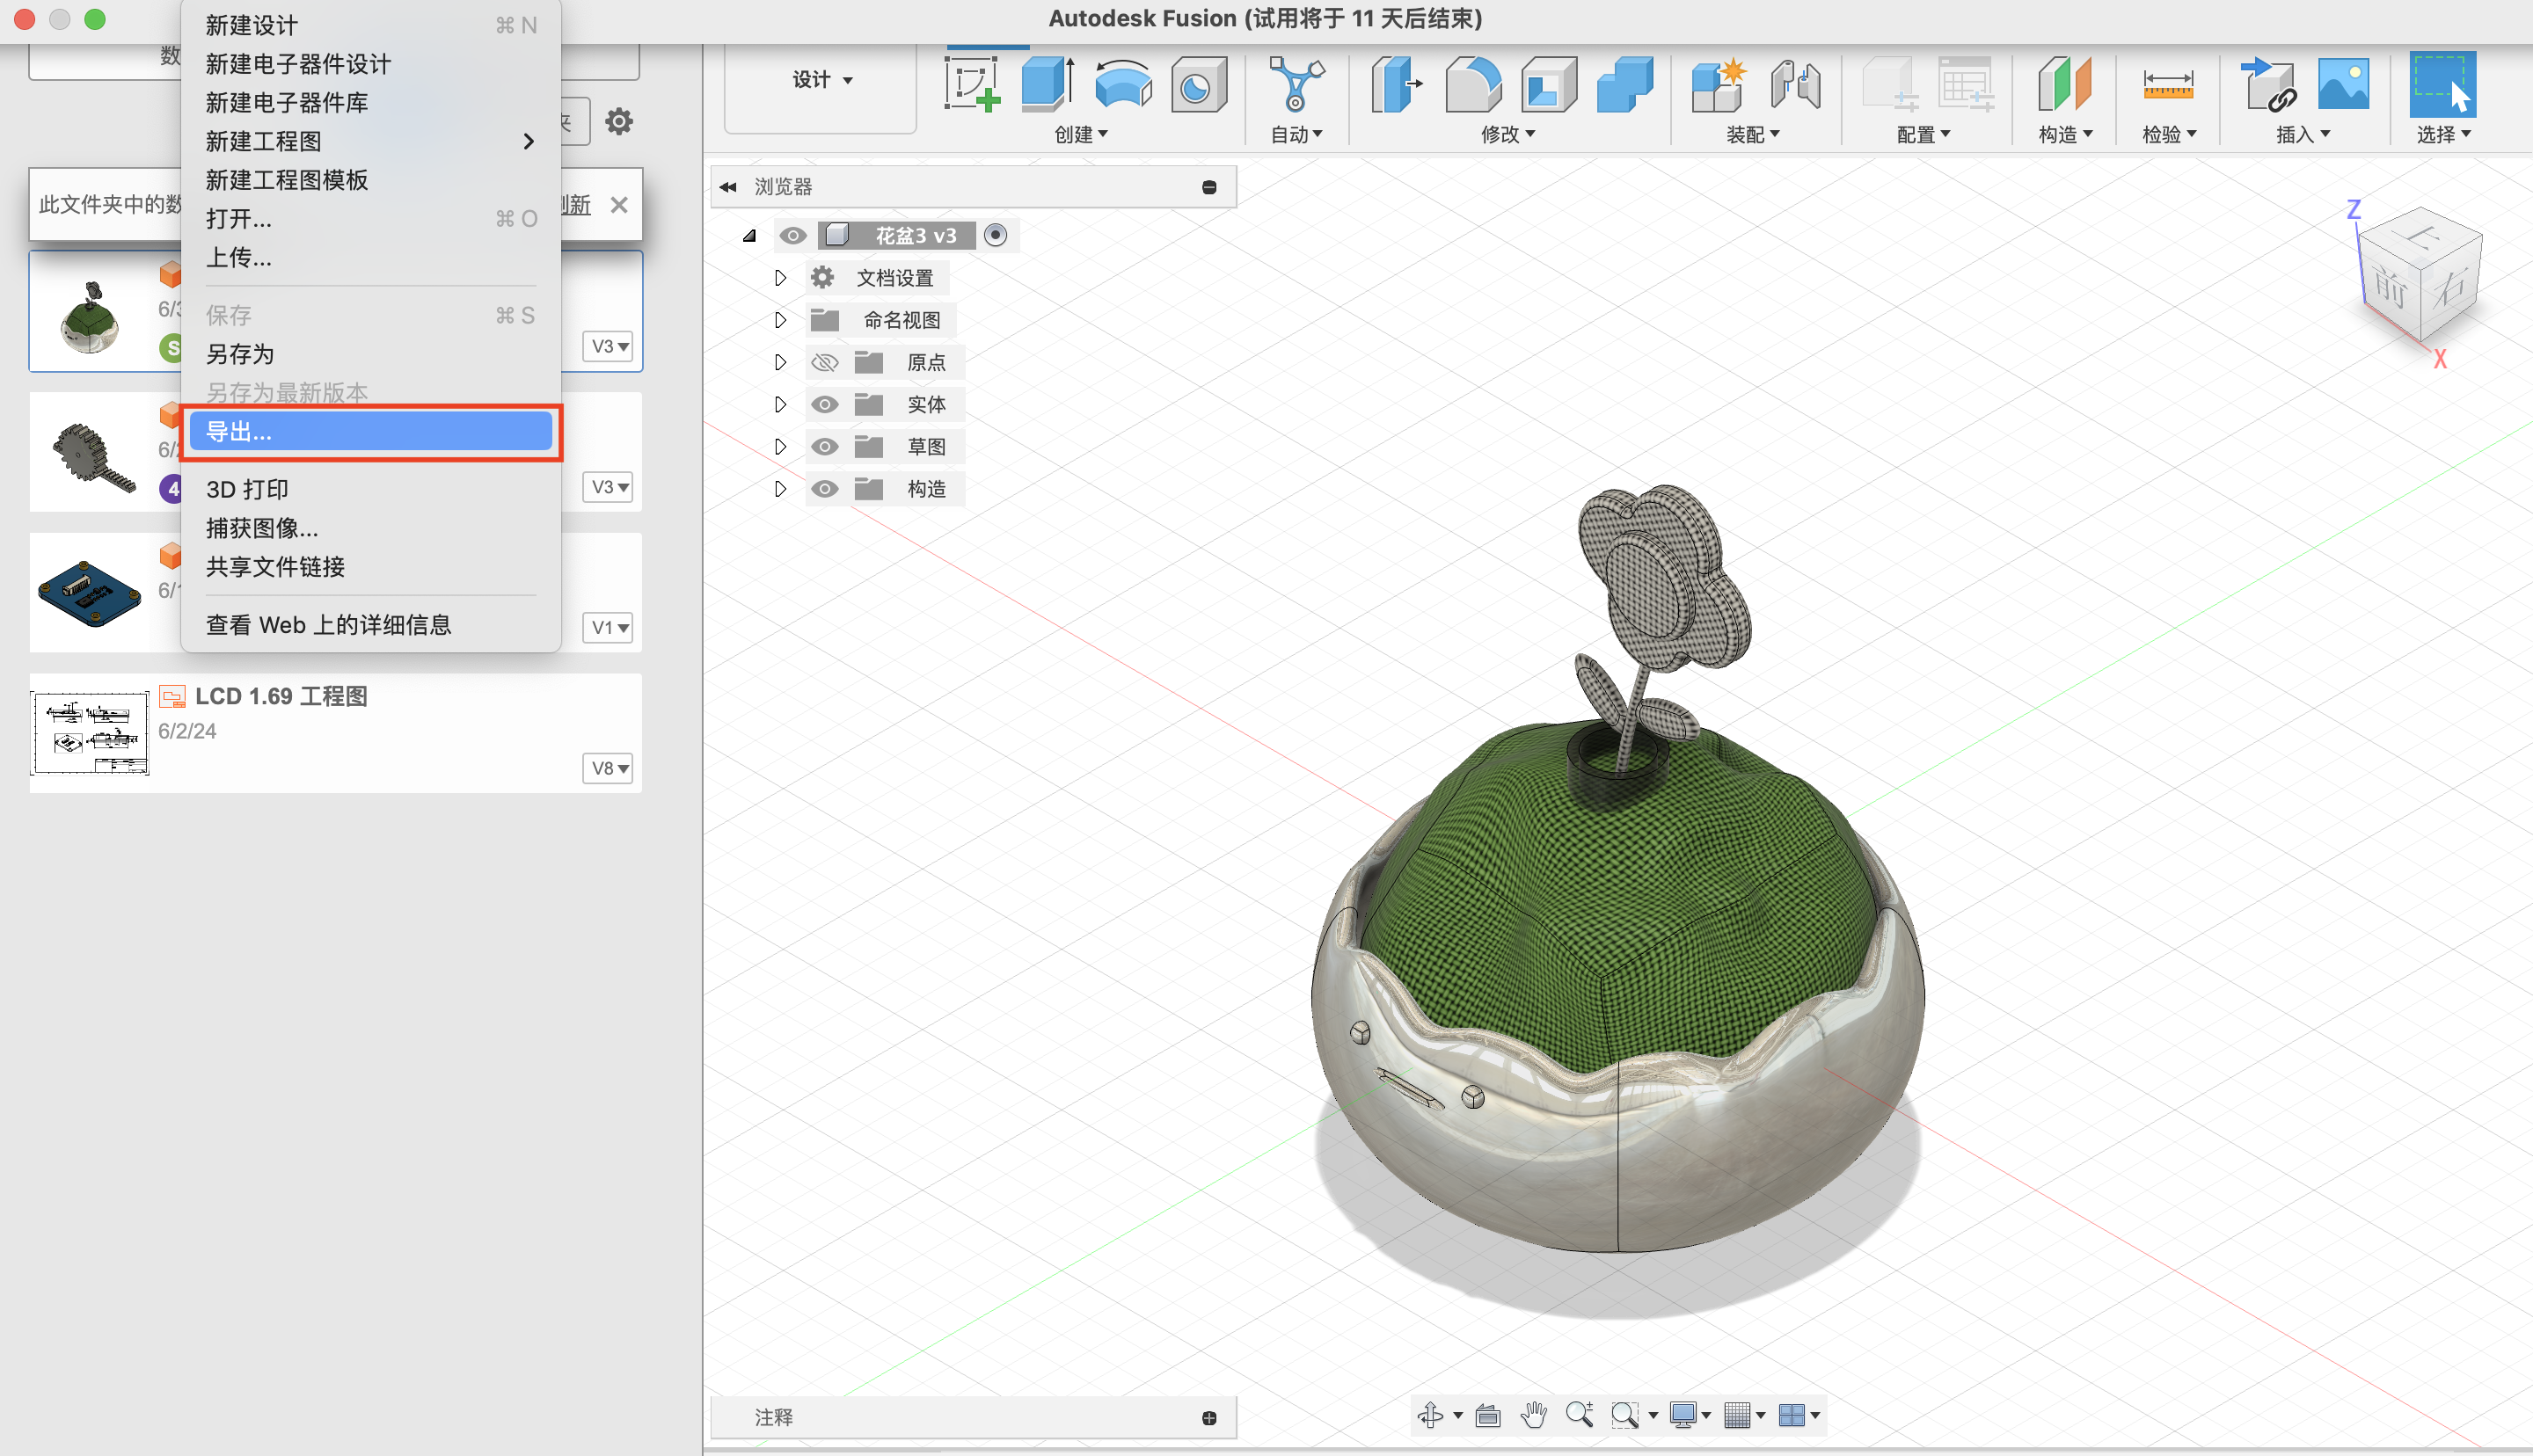 Autodesk Fusion (试用将于 11 天后结束)
新建设计 ⌘ N
新建电子器件设计
新建电子器件库
新建工程图
新建工程图模板
打开... ⌘ O
上传...
保存 ⌘ S
另存为
另存为最新版本
导出...
3D 打印
捕获图像...
共享文件链接
查看 Web 上的详细信息
此文件夹中的数
刷新
6/3
S
V3
6/2
4
V3
6/1
V1
LCD 1.69 工程图
6/2/24
V8
设计
创建
自动
修改
装配
配置
构造
检验
插入
选择
浏览器
花盆3 v3
文档设置
命名视图
原点
实体
草图
构造
Z
上
前
右
X
注释